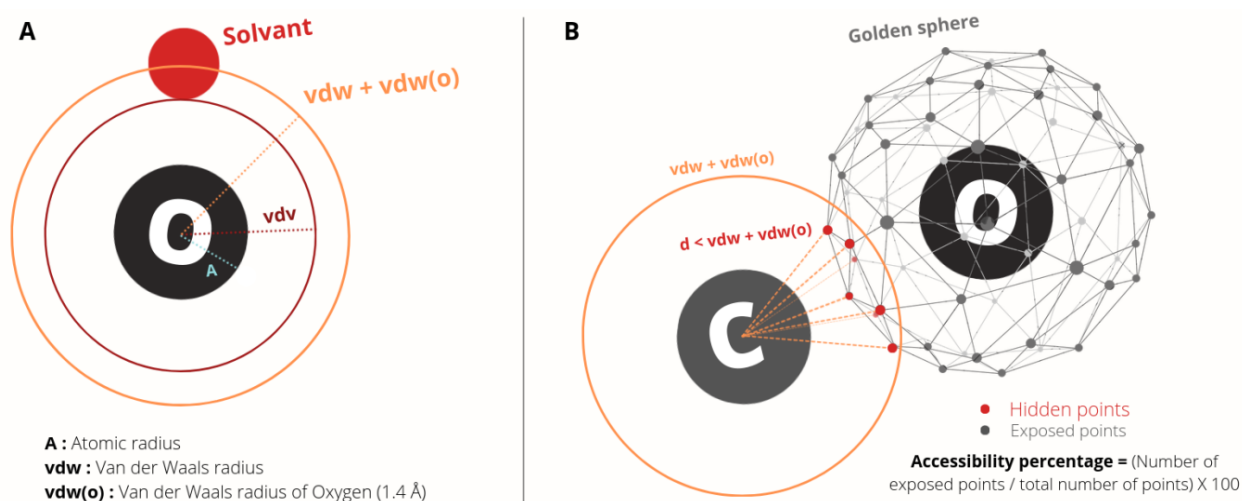 A
Solvant
vdw + vdw(o)
O
vdv
A
A : Atomic radius
vdw : Van der Waals radius
vdw(o) : Van der Waals radius of Oxygen (1.4 Å)
B
Golden sphere
vdw + vdw(o)
d < vdw + vdw(o)
O
C
Hidden points
Exposed points
Accessibility percentage = (Number of
exposed points / total number of points) X 100